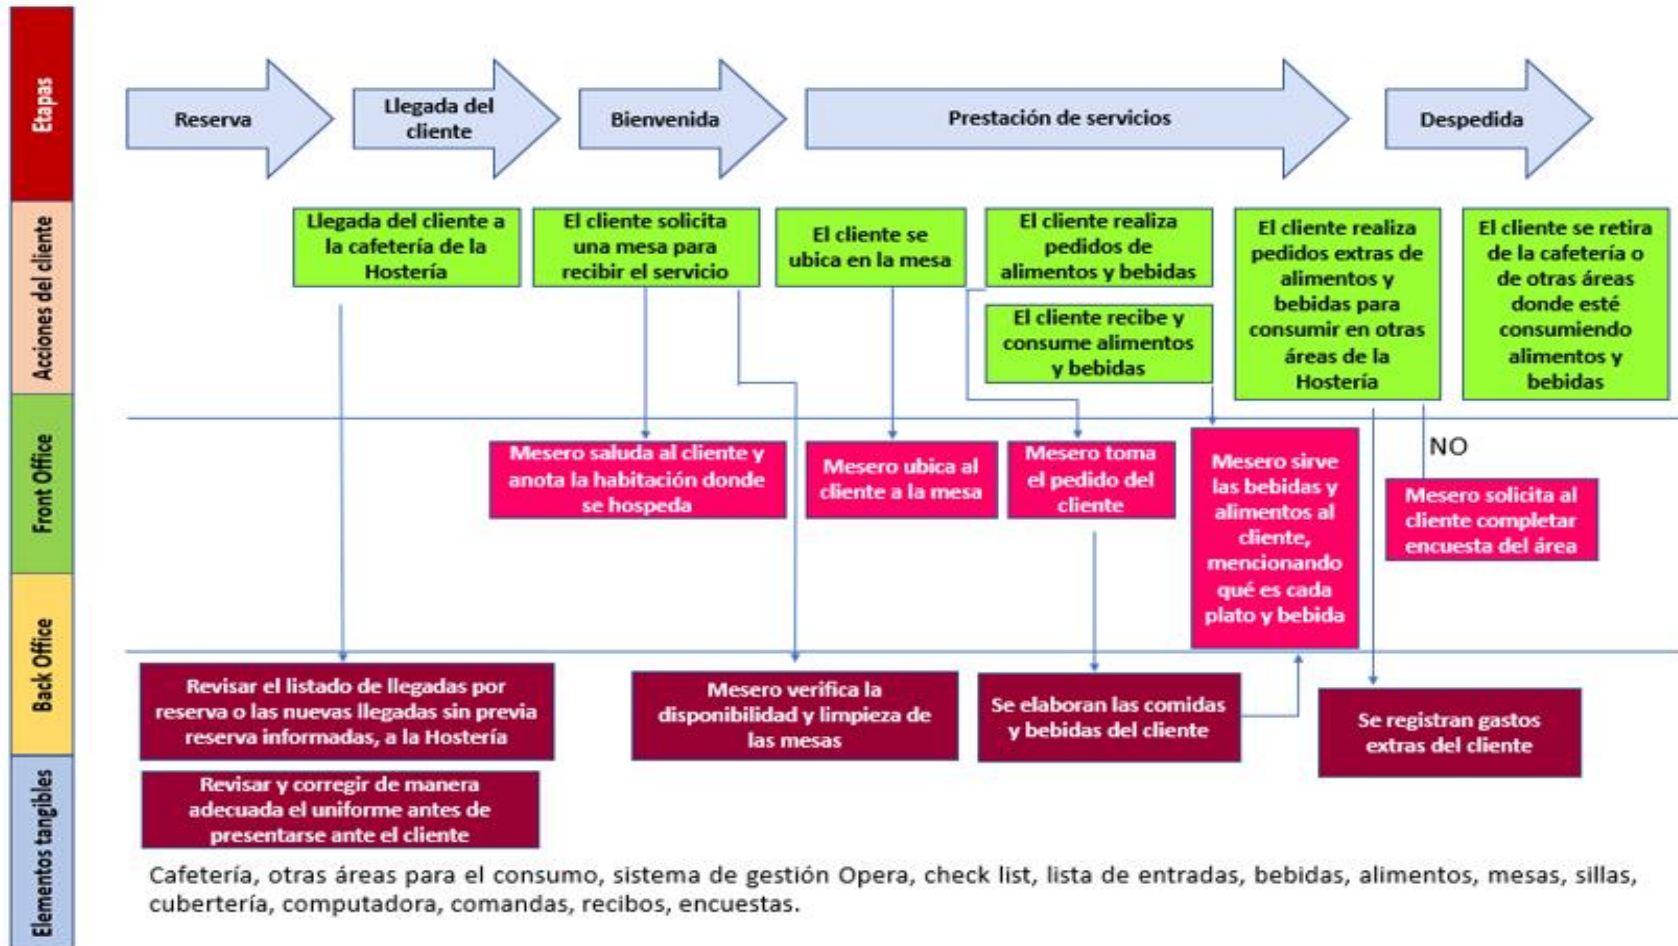 Etapas
Reserva
Llegada del
cliente
Bienvenida
Prestación de servicios
Despedida
Acciones del cliente
Llegada del cliente a
la cafetería de la
Hostería
El cliente solicita
una mesa para
recibir el servicio
El cliente se
ubica en la mesa
El cliente realiza
pedidos de
alimentos y bebidas
El cliente recibe y
consume alimentos
y bebidas
El cliente realiza
pedidos extras de
alimentos y
bebidas para
consumir en otras
áreas de la
Hostería
El cliente se retira
de la cafetería o
de otras áreas
donde esté
consumiendo
alimentos y
bebidas
Front Office
Mesero saluda al cliente y
anota la habitación donde
se hospeda
Mesero ubica al
cliente a la mesa
Mesero toma
el pedido del
cliente
Mesero sirve
las bebidas y
alimentos al
cliente,
mencionando
qué es cada
plato y bebida
NO
Mesero solicita al
cliente completar
encuesta del área
Back Office
Revisar el listado de llegadas por
reserva o las nuevas llegadas sin previa
reserva informadas, a la Hostería
Revisar y corregir de manera
adecuada el uniforme antes de
presentarse ante el cliente
Mesero verifica la
disponibilidad y limpieza de
las mesas
Se elaboran las comidas
y bebidas del cliente
Se registran gastos
extras del cliente
Elementos tangibles
Cafetería, otras áreas para el consumo, sistema de gestión Opera, check list, lista de entradas, bebidas, alimentos, mesas, sillas,
cubertería, computadora, comandas, recibos, encuestas.